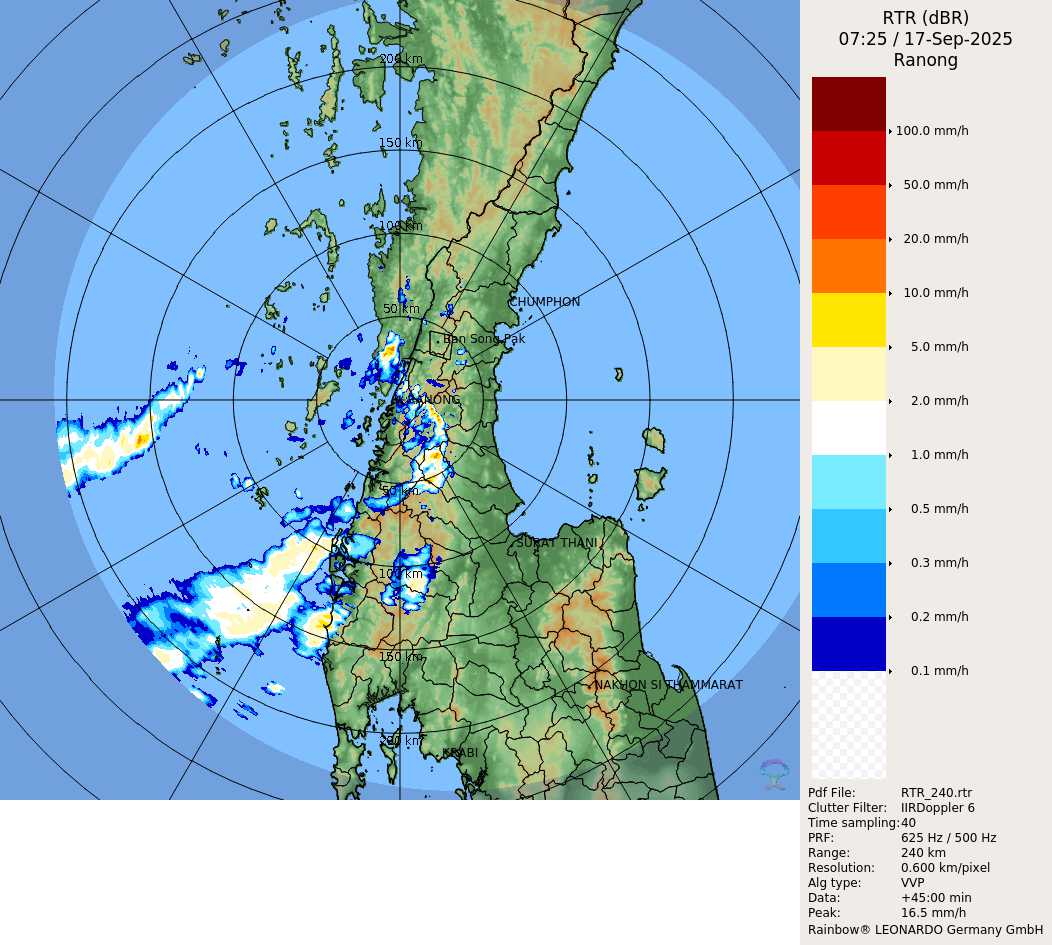 RTR (dBR)
07:25 / 17-Sep-2025
Ranong
200 km
150 km
100 km
50 km
CHUMPHON
Ban Song Pak
50 km
SURAT THANI
100 km
150 km
NAKHON SI THAMMARAT
200 km
KRABI
100.0 mm/h
50.0 mm/h
20.0 mm/h
10.0 mm/h
5.0 mm/h
2.0 mm/h
1.0 mm/h
0.5 mm/h
0.3 mm/h
0.2 mm/h
0.1 mm/h
Pdf File: RTR_240.rtr
Clutter Filter: IIRDoppler 6
Time sampling: 40
PRF: 625 Hz / 500 Hz
Range: 240 km
Resolution: 0.600 km/pixel
Alg type: VVP
Data: +45:00 min
Peak: 16.5 mm/h
Rainbow® LEONARDO Germany GmbH